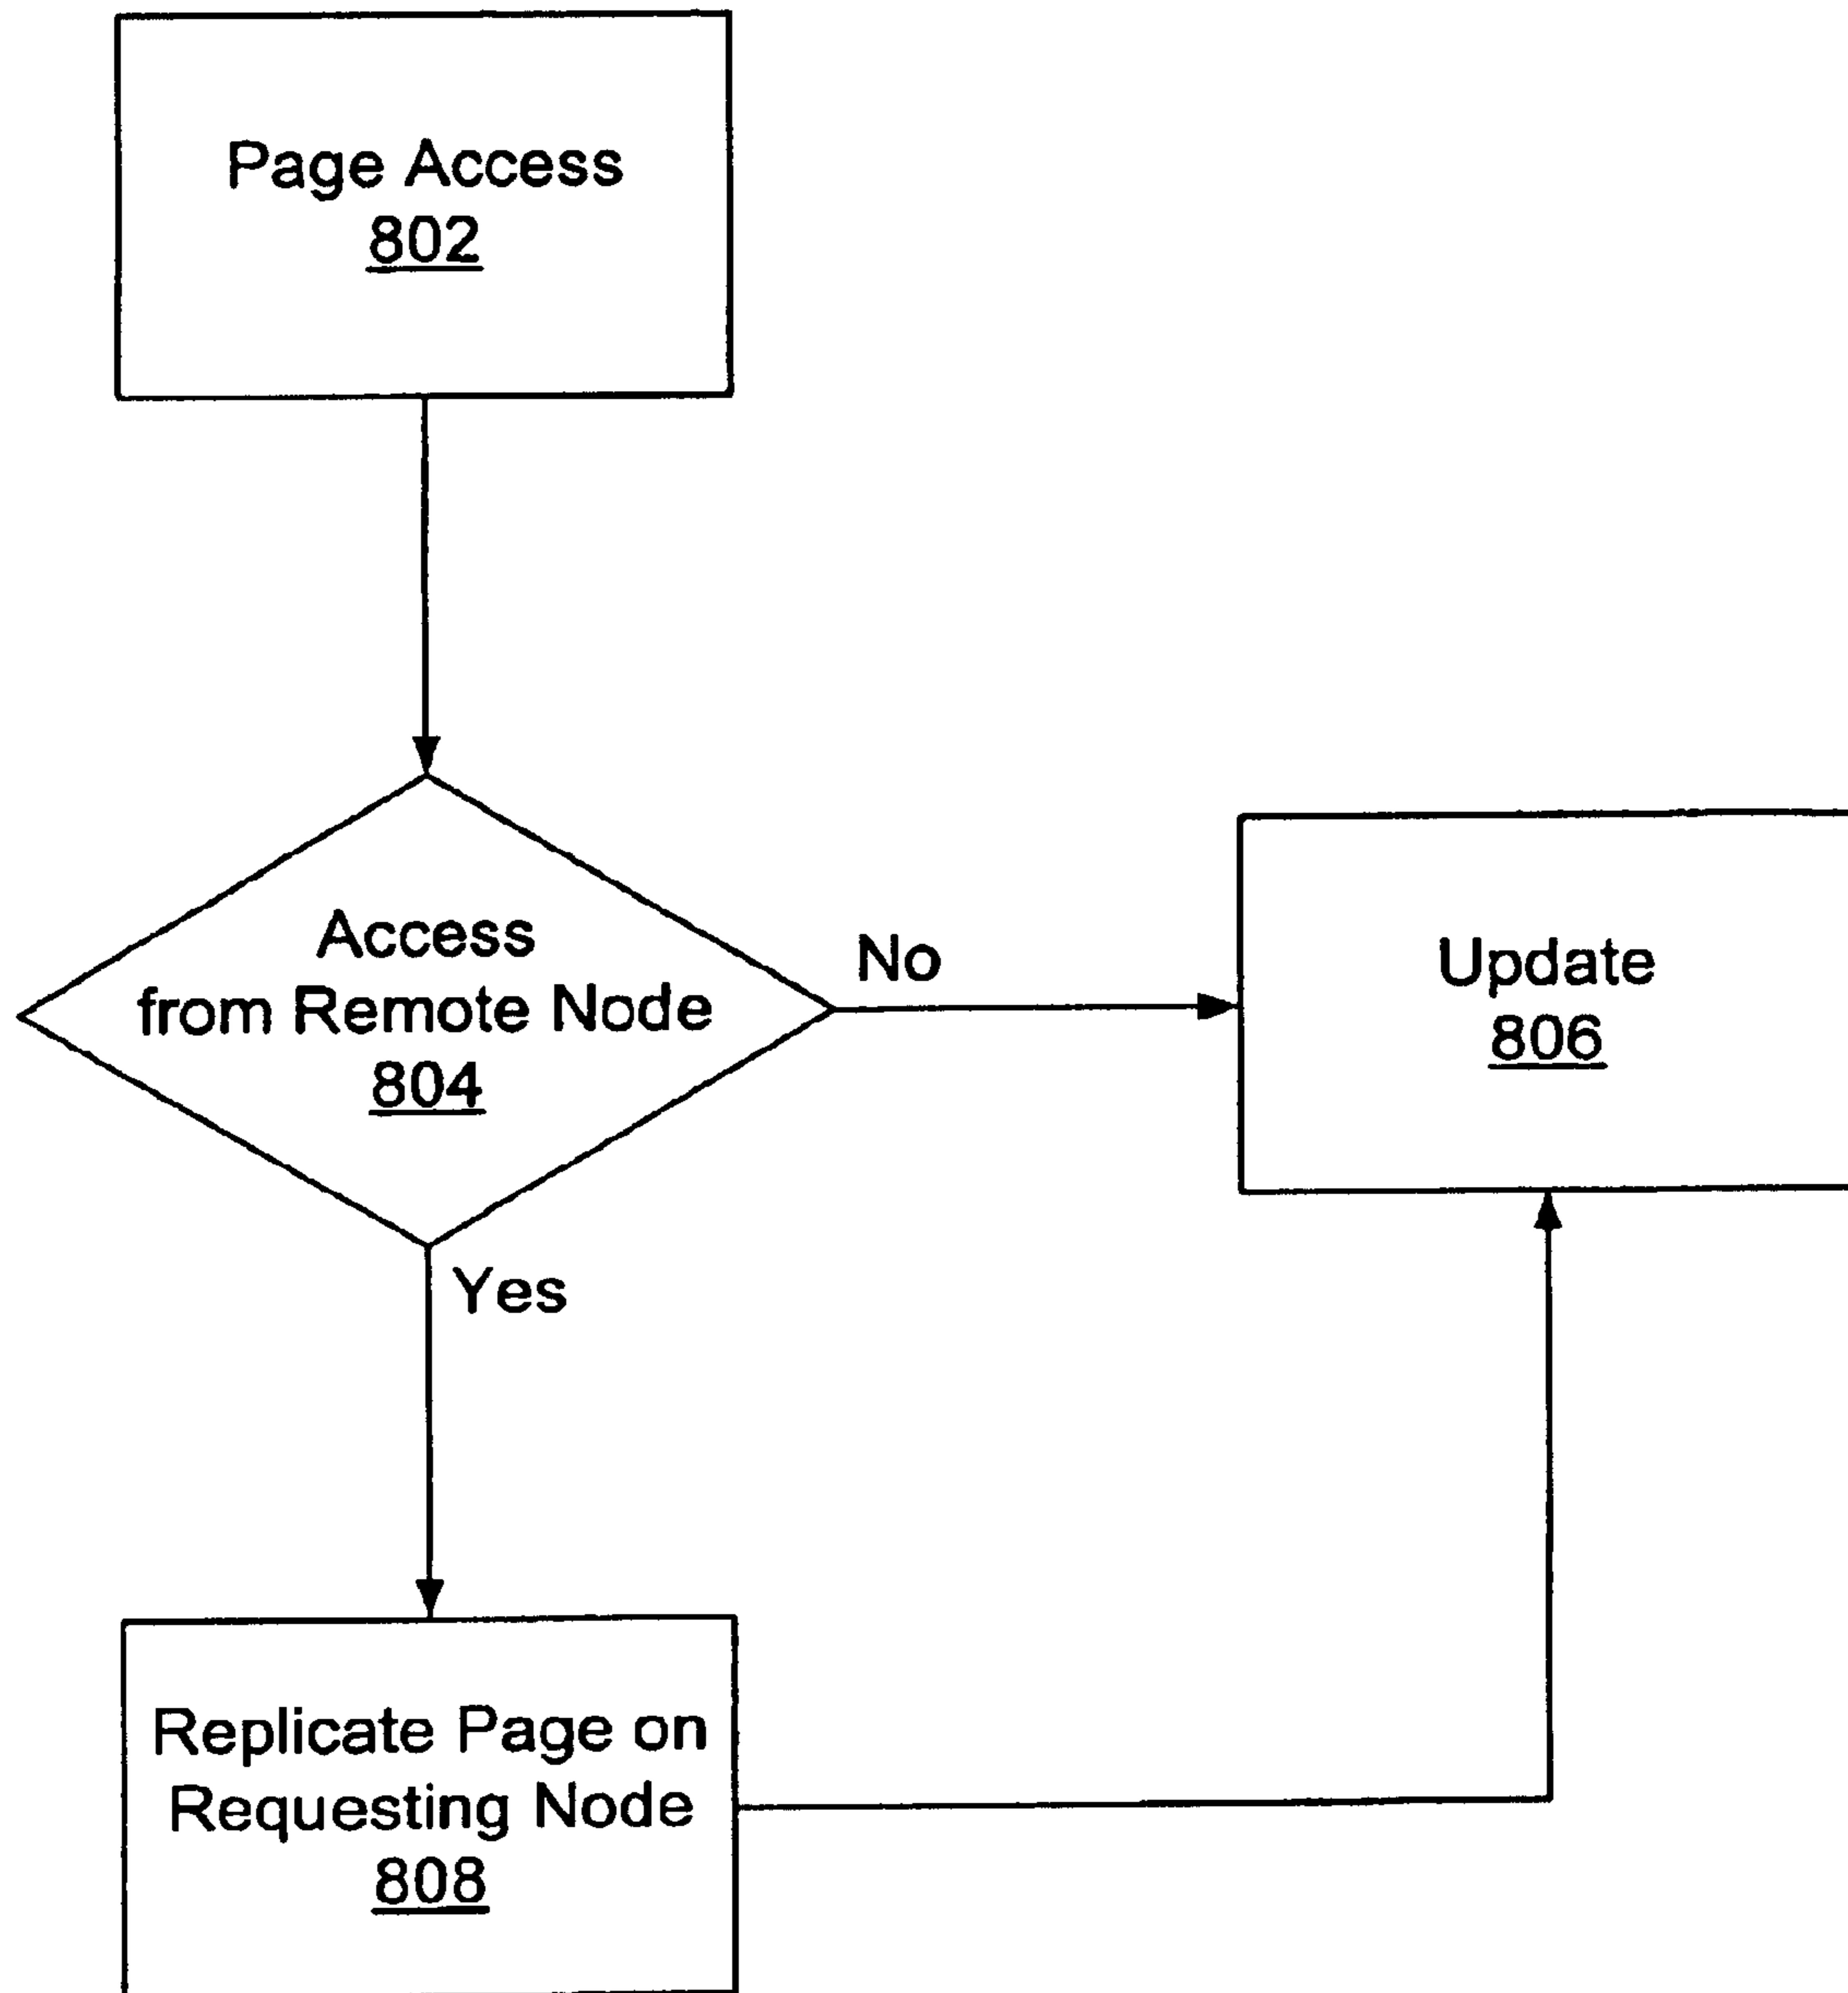 Page Access
802
Access
from Remote Node
804
No
Update
806
Yes
Replicate Page on
Requesting Node
808